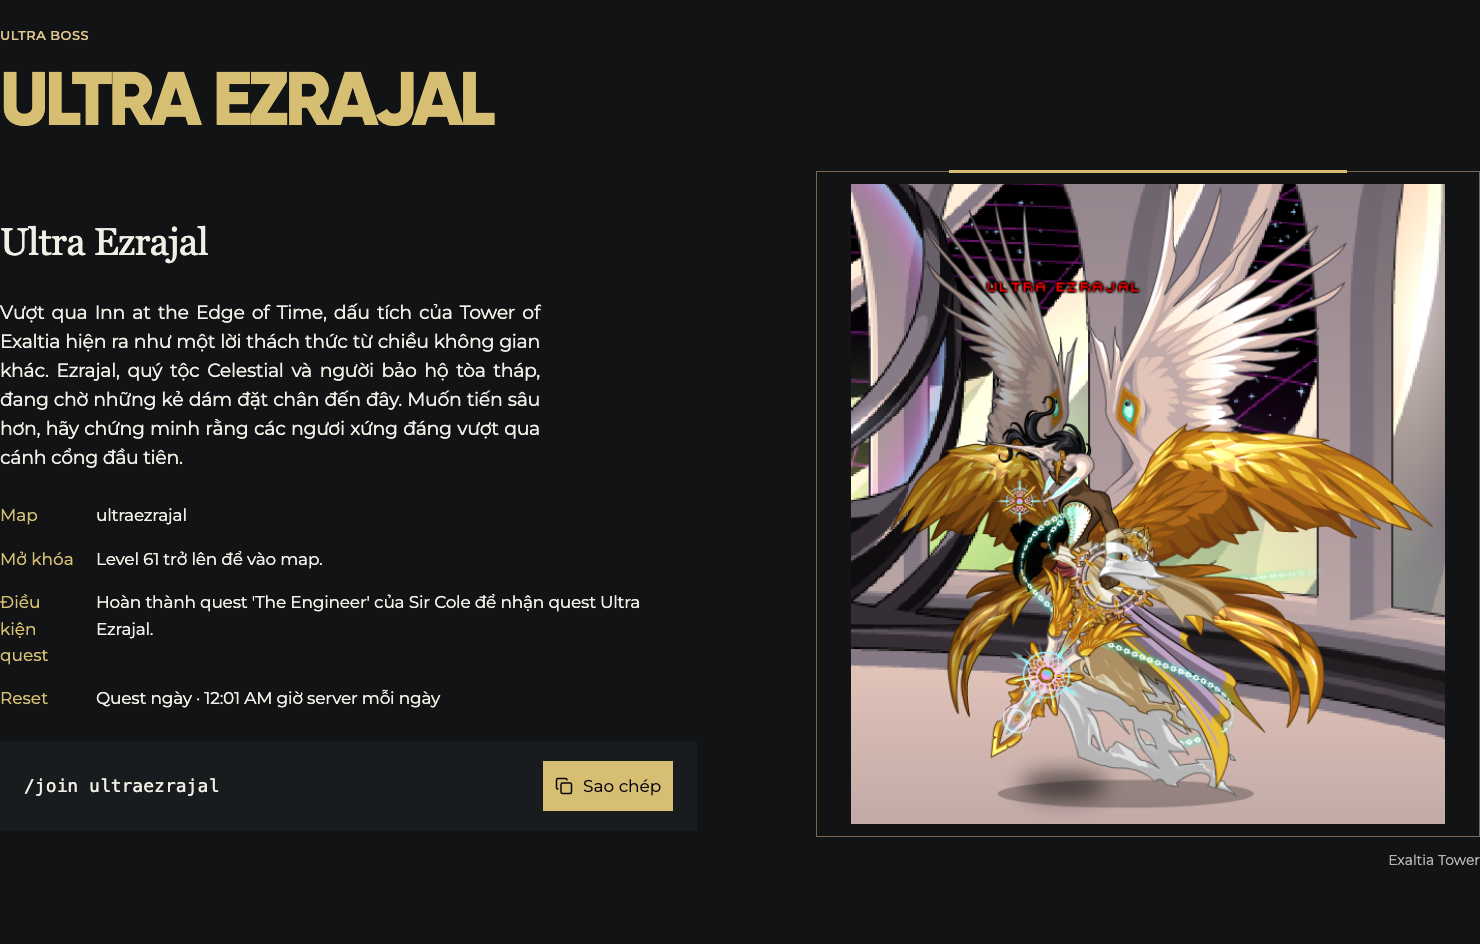 ULTRA BOSS
ULTRA EZRAJAL
Ultra Ezrajal
Vượt qua Inn at the Edge of Time, dấu tích của Tower of
Exaltia hiện ra như một lời thách thức từ chiều không gian
khác. Ezrajal, quý tộc Celestial và người bảo hộ tòa tháp,
đang chờ những kẻ dám đặt chân đến đây. Muốn tiến sâu
hơn, hãy chứng minh rằng các ngươi xứng đáng vượt qua
cánh cổng đầu tiên.
Map ultraezrajal
Mở khóa Level 61 trở lên để vào map.
Điều kiện quest Hoàn thành quest 'The Engineer' của Sir Cole để nhận quest Ultra
Ezrajal.
Reset Quest ngày · 12:01 AM giờ server mỗi ngày
/join ultraezrajal
Sao chép
ULTRA EZRAJAL
Exaltia Tower